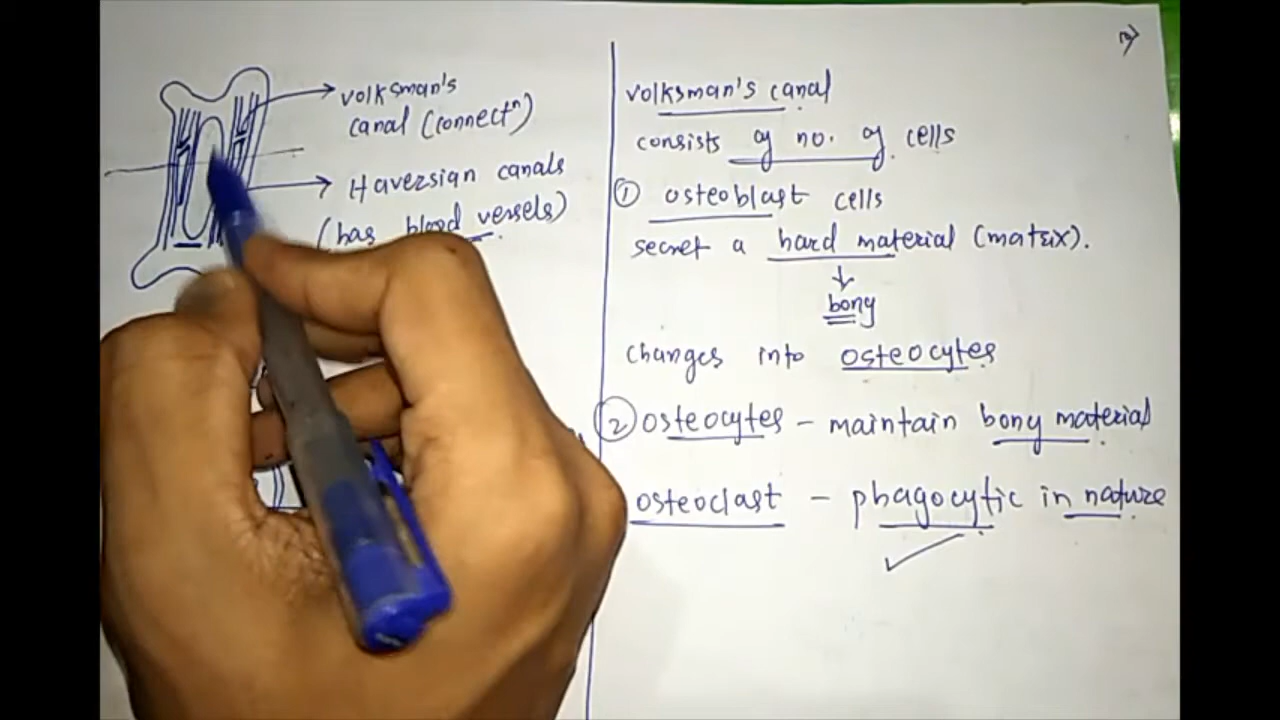 volksman's
canal (connectⁿ)
Haversian canals
(has blood vessels)
volksman's canal
consists of no. of cells
① osteoblast cells
secret a hard material (matrix).
bony
changes into osteocytes
② osteocytes - maintain bony material
osteoclast - phagocytic in nature